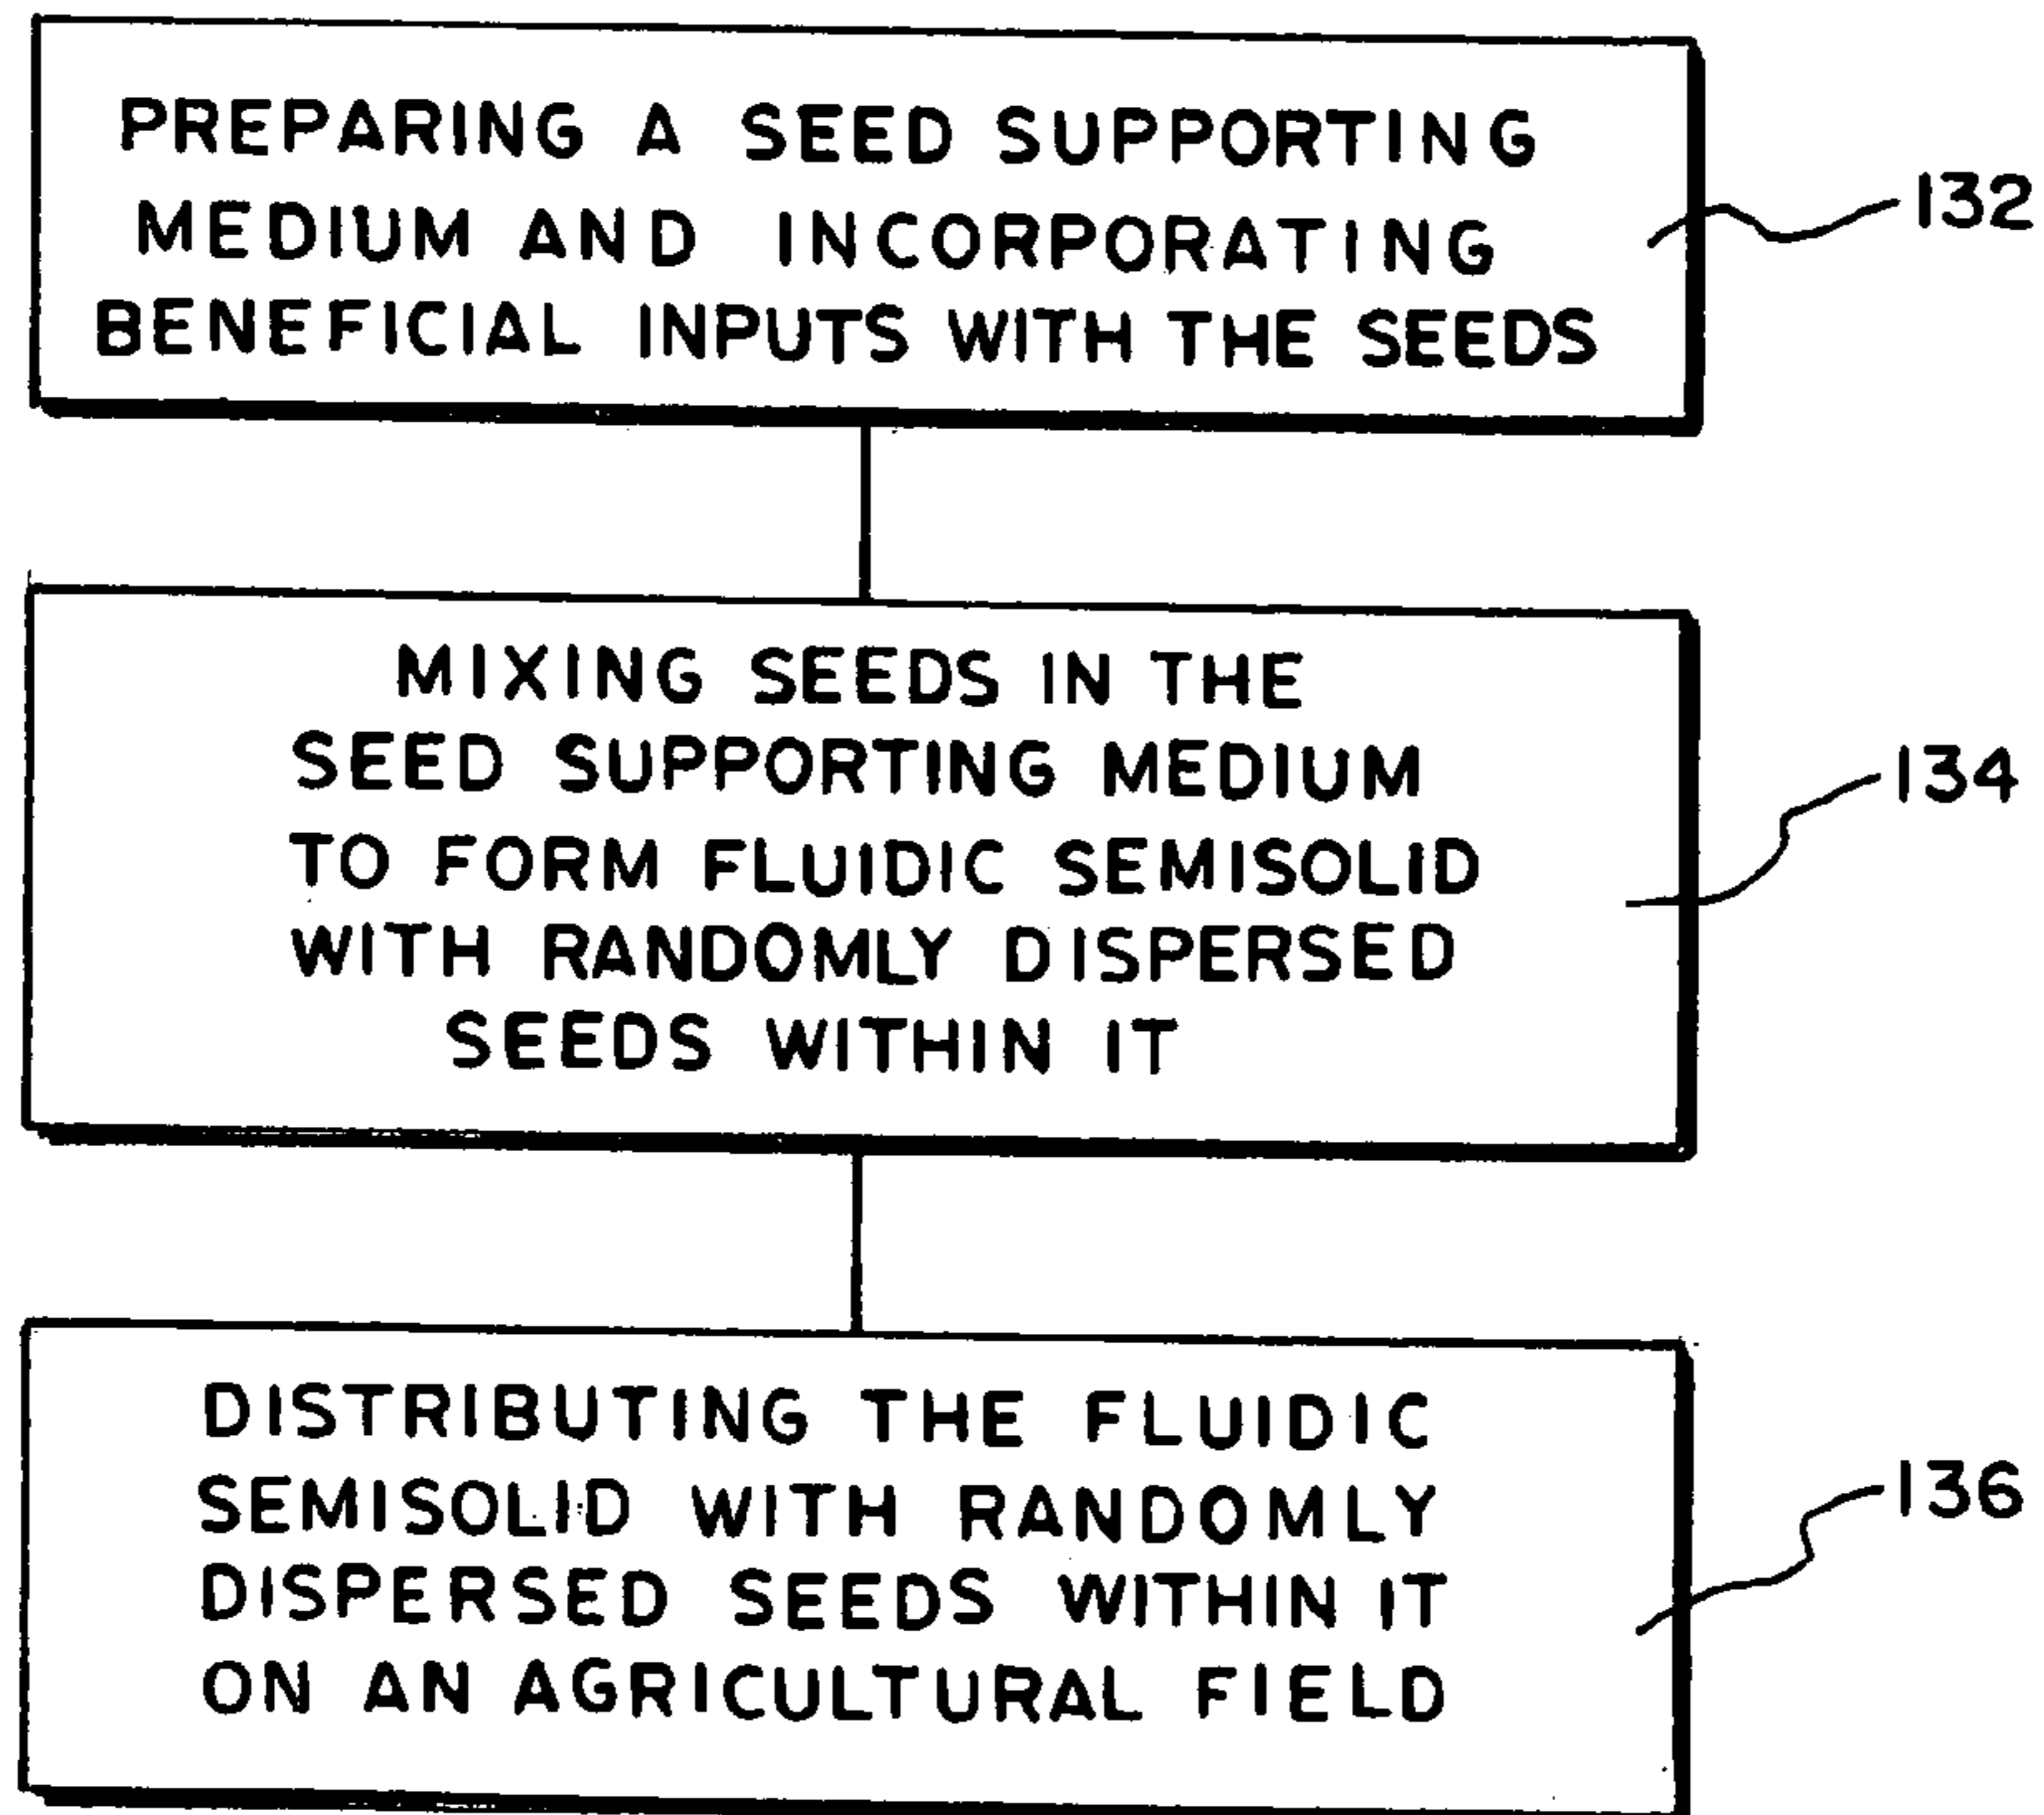 PREPARING A SEED SUPPORTING
MEDIUM AND INCORPORATING
BENEFICIAL INPUTS WITH THE SEEDS
132
MIXING SEEDS IN THE
SEED SUPPORTING MEDIUM
TO FORM FLUIDIC SEMISOLID
WITH RANDOMLY DISPERSED
SEEDS WITHIN IT
134
DISTRIBUTING THE FLUIDIC
SEMISOLID WITH RANDOMLY
DISPERSED SEEDS WITHIN IT
ON AN AGRICULTURAL FIELD
136